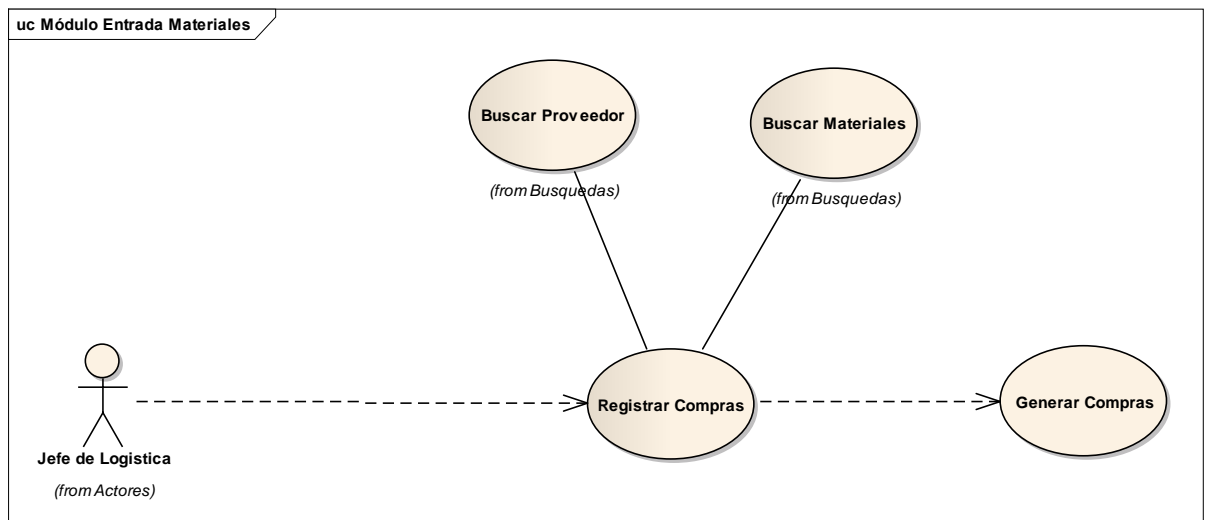 uc Módulo Entrada Materiales
Buscar Proveedor
(from Busquedas)
Buscar Materiales
(from Busquedas)
Registrar Compras
Generar Compras
Jefe de Logistica
(from Actores)